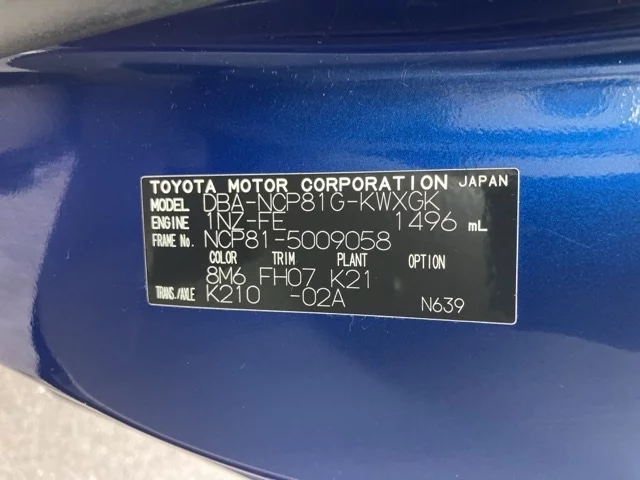 TOYOTA MOTOR CORPORATION JAPAN
MODEL DBA-NCP81G-KWXGK
ENGINE 1NZ-FE 1496 mL
FRAME No. NCP81-5009058
COLOR TRIM PLANT OPTION
8M6 FH07 K21
TRANS./AXLE K210 -02A
N639